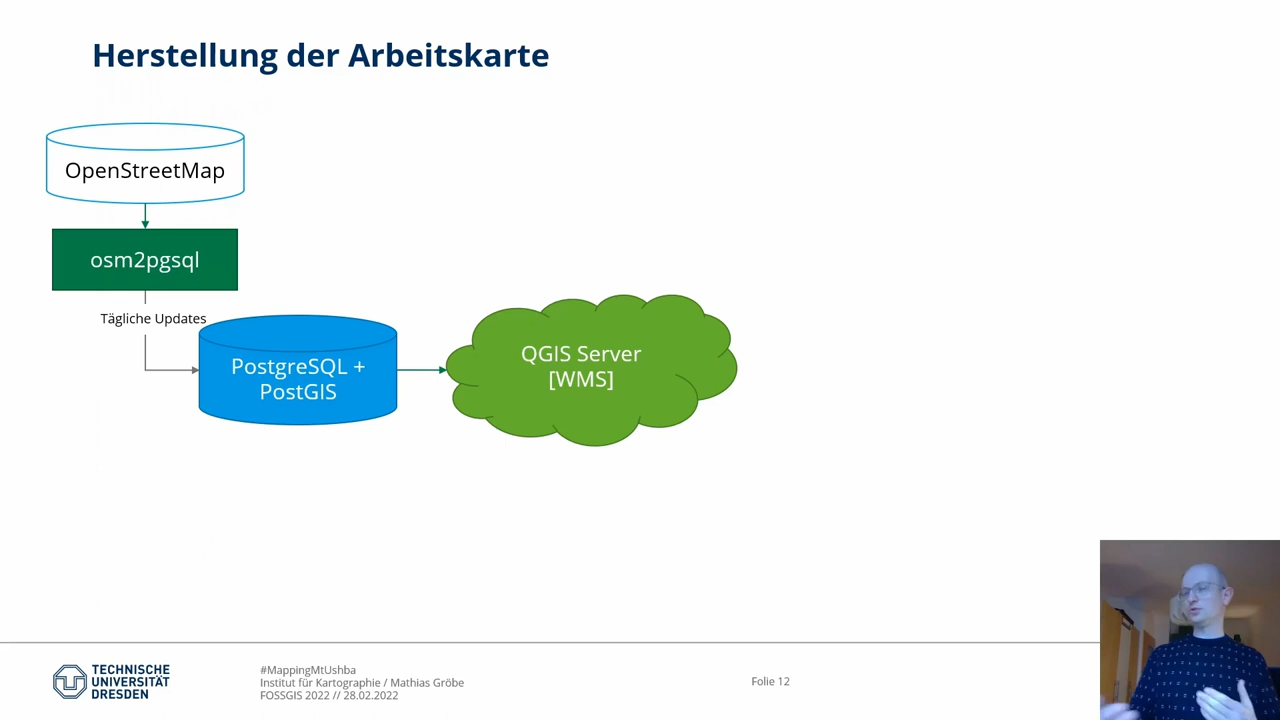 Herstellung der Arbeitskarte
OpenStreetMap
osm2pgsql
Tägliche Updates
PostgreSQL +
PostGIS
QGIS Server
[WMS]
TECHNISCHE
UNIVERSITÄT
DRESDEN
#MappingMtUshba
Institut für Kartographie / Mathias Gröbe
FOSSGIS 2022 // 28.02.2022
Folie 12